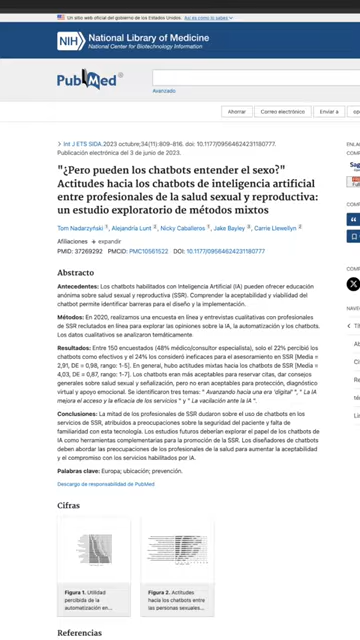 Un sitio web oficial del gobierno de los Estados Unidos Así es como lo sabes
NIH National Library of Medicine
National Center for Biotechnology Information
PubMed
Avanzado
Ahorrar Correo electrónico Enviar a
> Int J ETS SIDA. 2023 octubre;34(11):809-816. doi: 10.1177/09564624231180777.
Publicación electrónica del 3 de junio de 2023.
"¿Pero pueden los chatbots entender el sexo?"
Actitudes hacia los chatbots de inteligencia artificial
entre profesionales de la salud sexual y reproductiva:
un estudio exploratorio de métodos mixtos
Tom Nadarzyński 1, Alejandría Lunt 2, Nicky Caballeros 1, Jake Bayley 3, Carrie Llewellyn 2
Afiliaciones + expandir
PMID: 37269292 PMCID: PMC10561522 DOI: 10.1177/09564624231180777
Abstracto
Antecedentes: Los chatbots habilitados con Inteligencia Artificial (IA) pueden ofrecer educación
anónima sobre salud sexual y reproductiva (SSR). Comprender la aceptabilidad y viabilidad del
chatbot permite identificar barreras para el diseño y la implementación.
Métodos: En 2020, realizamos una encuesta en línea y entrevistas cualitativas con profesionales
de SSR reclutados en línea para explorar las opiniones sobre la IA, la automatización y los chatbots.
Los datos cualitativos se analizaron temáticamente.
Resultados: Entre 150 encuestados (48% médico/consultor especialista), solo el 22% percibió los
chatbots como efectivos y el 24% los consideró ineficaces para el asesoramiento en SSR [Media =
2,91, DE = 0,98, rango: 1-5]. En general, hubo actitudes mixtas hacia los chatbots de SSR [Media =
4,03, DE = 0,87, rango: 1-7]. Los chatbots eran más aceptables para reservar citas, dar consejos
generales sobre salud sexual y señalización, pero no eran aceptables para protección, diagnóstico
virtual y apoyo emocional. Se identificaron tres temas: " Avanzando hacia una era 'digital' ", " La IA
mejora el acceso y la eficacia de los servicios " y " La vacilación ante la IA ".
Conclusiones: La mitad de los profesionales de SSR dudaron sobre el uso de chatbots en los
servicios de SSR, atribuidos a preocupaciones sobre la seguridad del paciente y falta de
familiaridad con esta tecnología. Los estudios futuros deberían explorar el papel de los chatbots de
IA como herramientas complementarias para la promoción de la SSR. Los diseñadores de chatbots
deben abordar las preocupaciones de los profesionales de la salud para aumentar la aceptabilidad
y el compromiso con los servicios habilitados por IA.
Palabras clave: Europa; ubicación; prevención.
Descargo de responsabilidad de PubMed
Cifras
Figura 1. Utilidad
percibida de la
automatización en...
Figura 2. Actitudes
hacia los chatbots entre
las personas sexuales...
Referencias